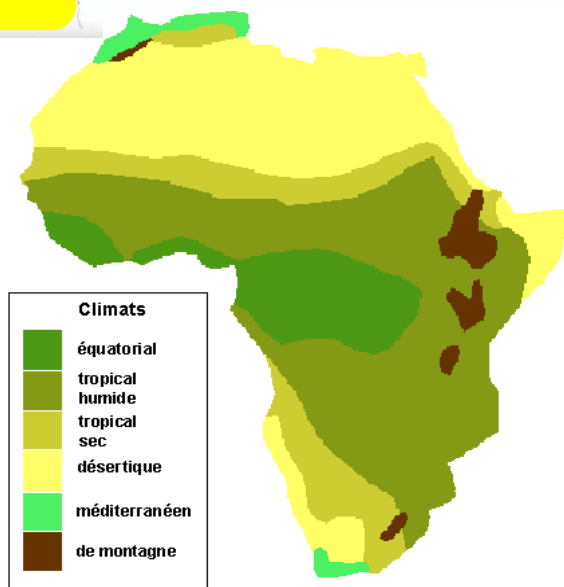 Climats
équatorial
tropical
humide
tropical
sec
désertique
méditerranéen
de montagne